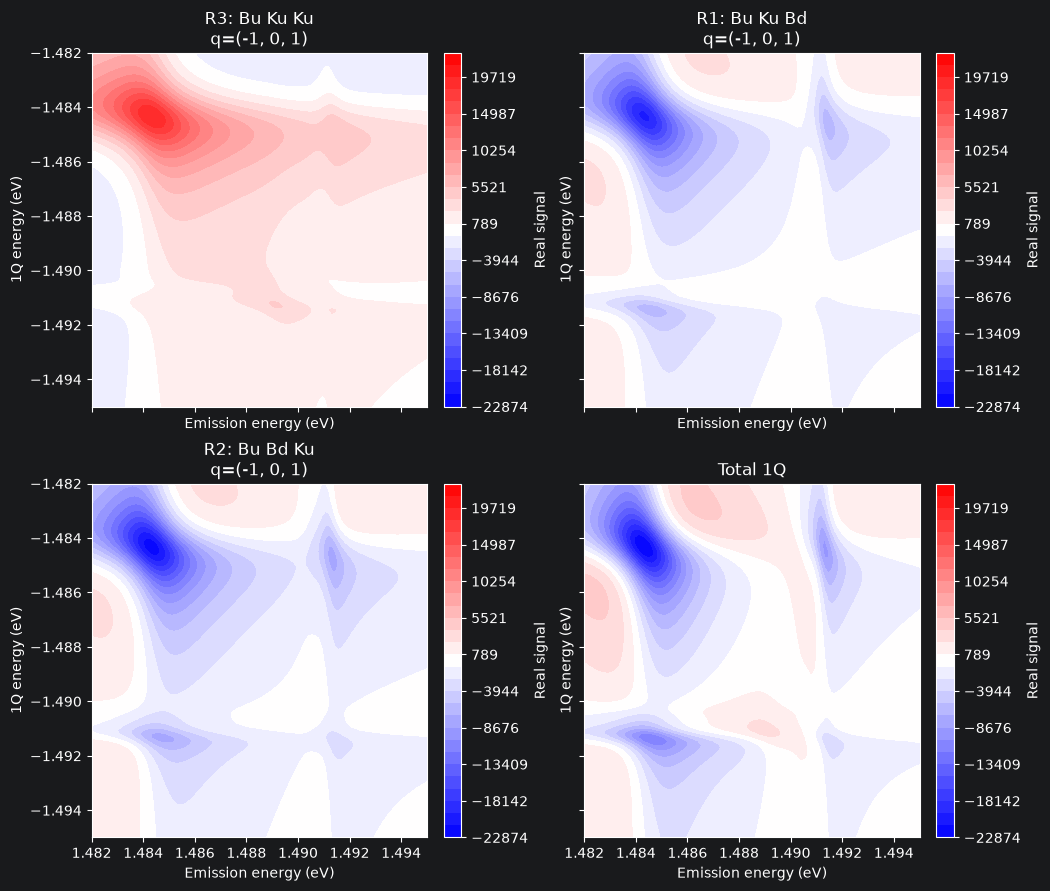 R3: Bu Ku Ku
q=(-1, 0, 1)
−1.482
−1.484
−1.486
−1.488
−1.490
−1.492
−1.494
1Q energy (eV)
Emission energy (eV)
19719
14987
10254
5521
789
−3944
−8676
−13409
−18142
−22874
Real signal
R1: Bu Ku Bd
q=(-1, 0, 1)
1Q energy (eV)
Emission energy (eV)
19719
14987
10254
5521
789
−3944
−8676
−13409
−18142
−22874
Real signal
R2: Bu Bd Ku
q=(-1, 0, 1)
−1.482
−1.484
−1.486
−1.488
−1.490
−1.492
−1.494
1Q energy (eV)
1.482 1.484 1.486 1.488 1.490 1.492 1.494
Emission energy (eV)
19719
14987
10254
5521
789
−3944
−8676
−13409
−18142
−22874
Real signal
Total 1Q
1Q energy (eV)
1.482 1.484 1.486 1.488 1.490 1.492 1.494
Emission energy (eV)
19719
14987
10254
5521
789
−3944
−8676
−13409
−18142
−22874
Real signal